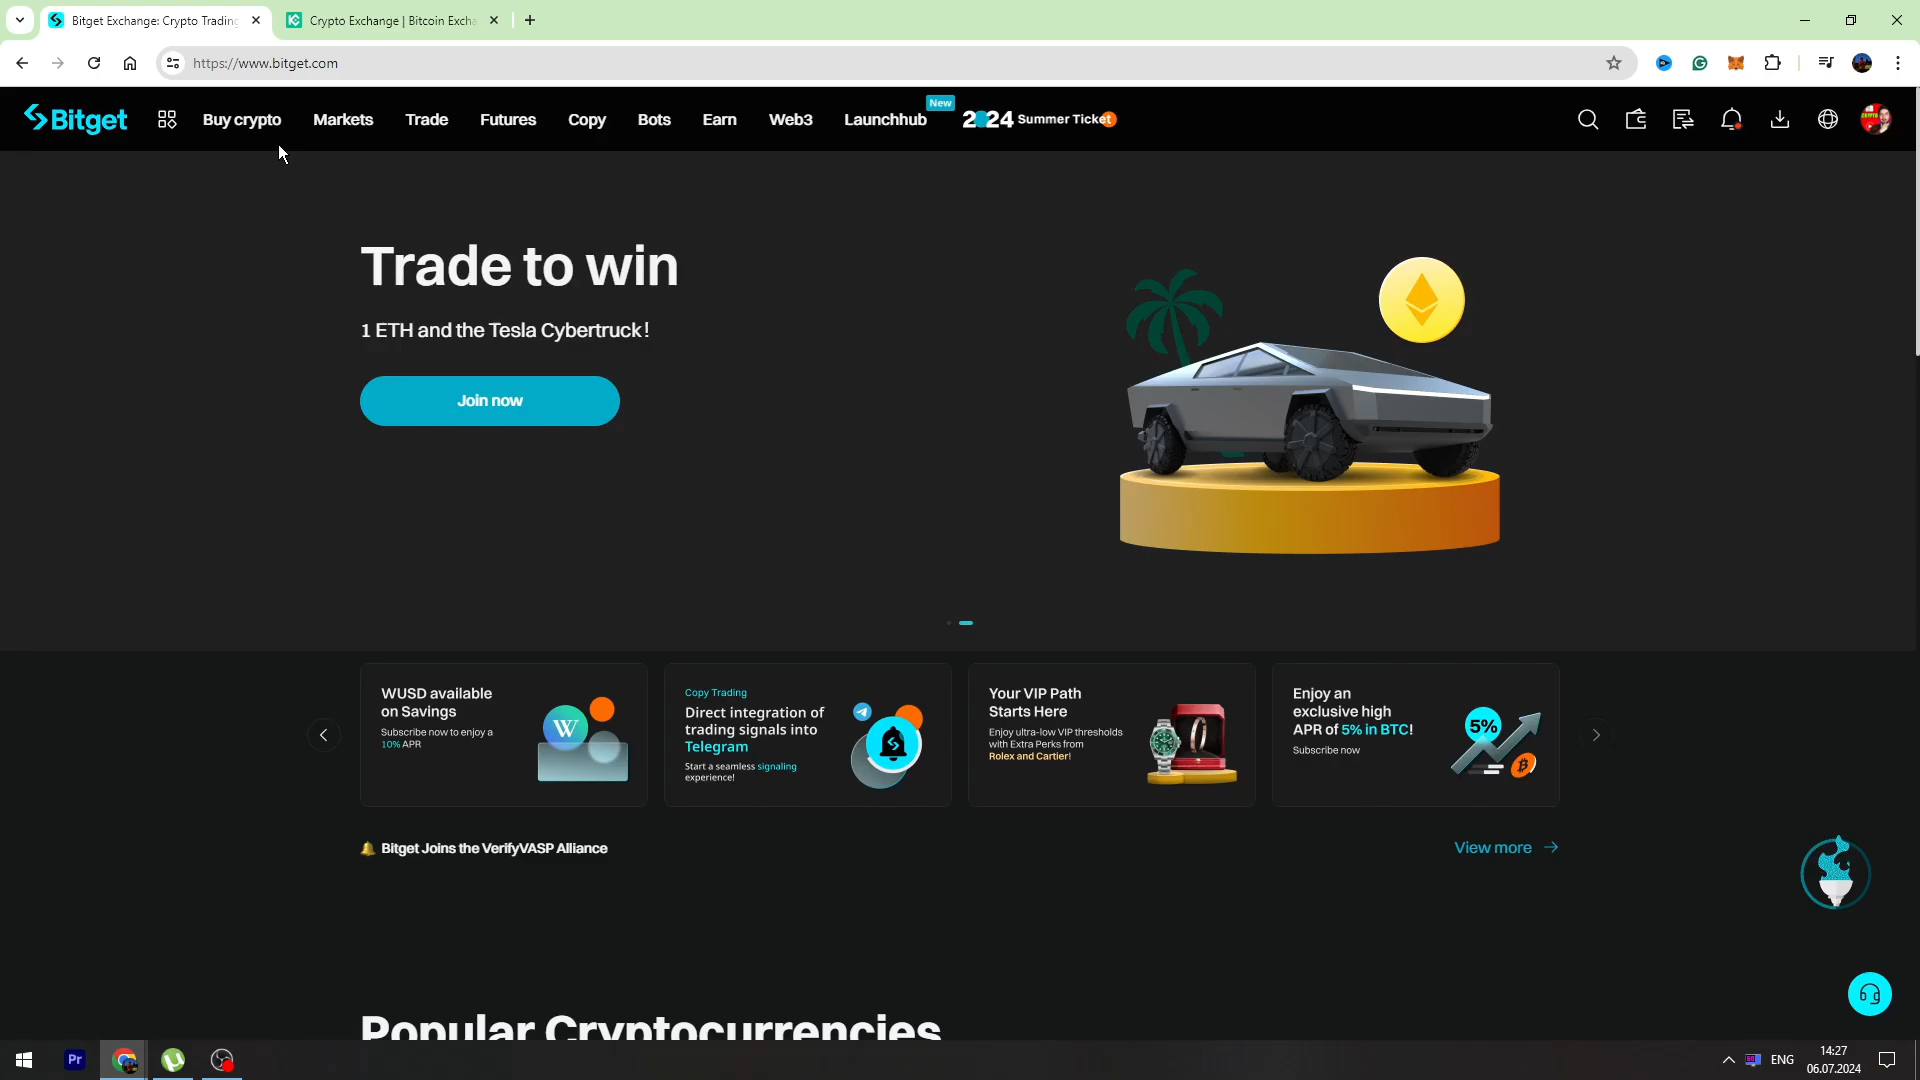 Bitget Exchange: Crypto Trading
Crypto Exchange | Bitcoin Excha
https://www.bitget.com
Bitget
Buy crypto
Markets
Trade
Futures
Copy
Bots
Earn
Web3
Launchhub
New
2024 Summer Ticket
Trade to win
1 ETH and the Tesla Cybertruck!
Join now
WUSD available
on Savings
Subscribe now to enjoy a
10% APR
W
Copy Trading
Direct integration of
trading signals into
Telegram
Start a seamless signaling
experience!
Your VIP Path
Starts Here
Enjoy ultra-low VIP thresholds
with Extra Perks from
Rolex and Cartier!
Enjoy an
exclusive high
APR of 5% in BTC!
Subscribe now
5%
Bitget Joins the VerifyVASP Alliance
View more
Popular Cryptocurrencies
Pr
ENG
14:27
06.07.2024